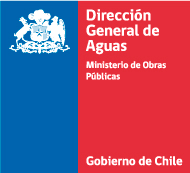 Dirección
General de
Aguas
Ministerio de Obras
Públicas
Gobierno de Chile